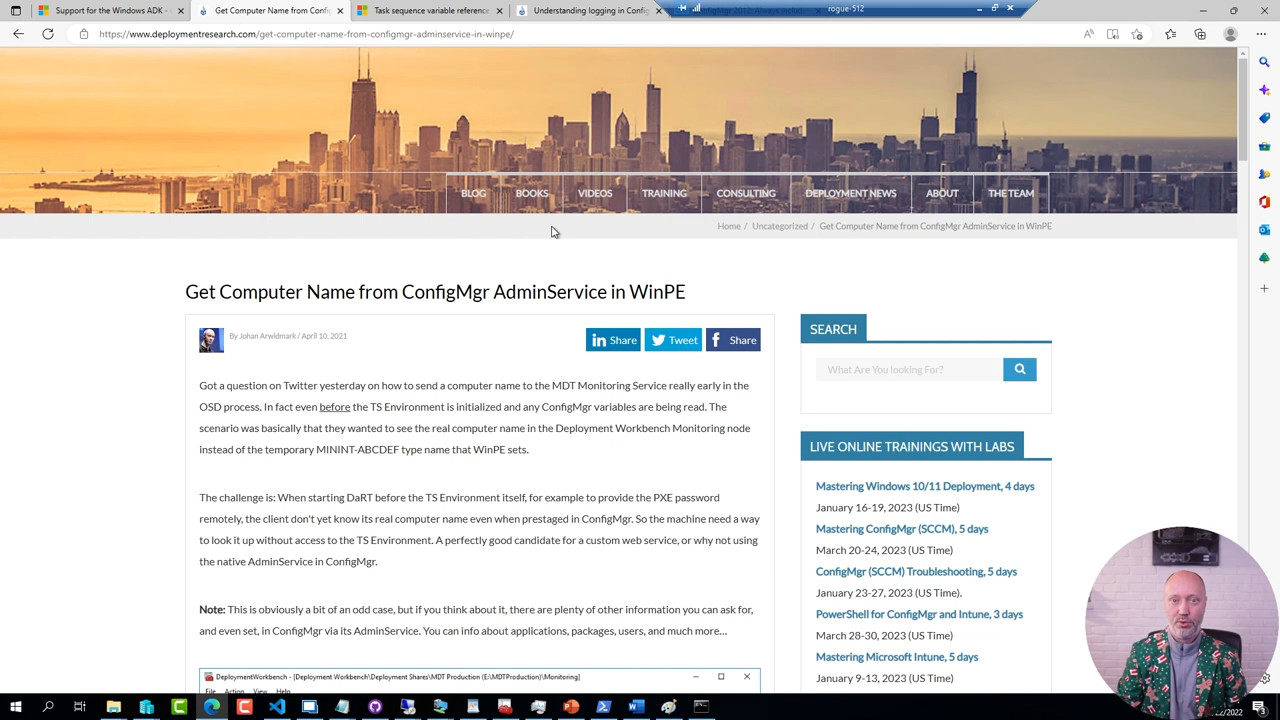 Support for the Windows ADK -
Get Computer Name from Confi
Task sequence variable reference
Understanding logging in Config
rogue-512
https://www.deploymentresearch.com/get-computer-name-from-configmgr-adminservice-in-winpe/
BLOG
BOOKS
VIDEOS
TRAINING
CONSULTING
DEPLOYMENT NEWS
ABOUT
THE TEAM
Home / Uncategorized / Get Computer Name from ConfigMgr AdminService in WinPE
Get Computer Name from ConfigMgr AdminService in WinPE
By Johan Arwidmark / April 10, 2021
Share
Tweet
Share
Got a question on Twitter yesterday on how to send a computer name to the MDT Monitoring Service really early in the
OSD process. In fact even before the TS Environment is initialized and any ConfigMgr variables are being read. The
scenario was basically that they wanted to see the real computer name in the Deployment Workbench Monitoring node
instead of the temporary MININT-ABCDEF type name that WinPE sets.
The challenge is: When starting DaRT before the TS Environment itself, for example to provide the PXE password
remotely, the client don't yet know its real computer name even when prestaged in ConfigMgr. So the machine need a way
to look it up without access to the TS Environment. A perfectly good candidate for a custom web service, or why not using
the native AdminService in ConfigMgr.
Note: This is obviously a bit of an odd case, but if you think about it, there are plenty of other information you can ask for,
and even set, in ConfigMgr via its AdminService. You can info about applications, packages, users, and much more…
DeploymentWorkbench - [Deployment Workbench\Deployment Shares\MDT Production (E:\MDTProduction)\Monitoring]
File Action View Help
SEARCH
What Are You looking For?
LIVE ONLINE TRAININGS WITH LABS
Mastering Windows 10/11 Deployment, 4 days
January 16-19, 2023 (US Time)
Mastering ConfigMgr (SCCM), 5 days
March 20-24, 2023 (US Time)
ConfigMgr (SCCM) Troubleshooting, 5 days
January 23-27, 2023 (US Time).
PowerShell for ConfigMgr and Intune, 3 days
March 28-30, 2023 (US Time)
Mastering Microsoft Intune, 5 days
January 9-13, 2023 (US Time)